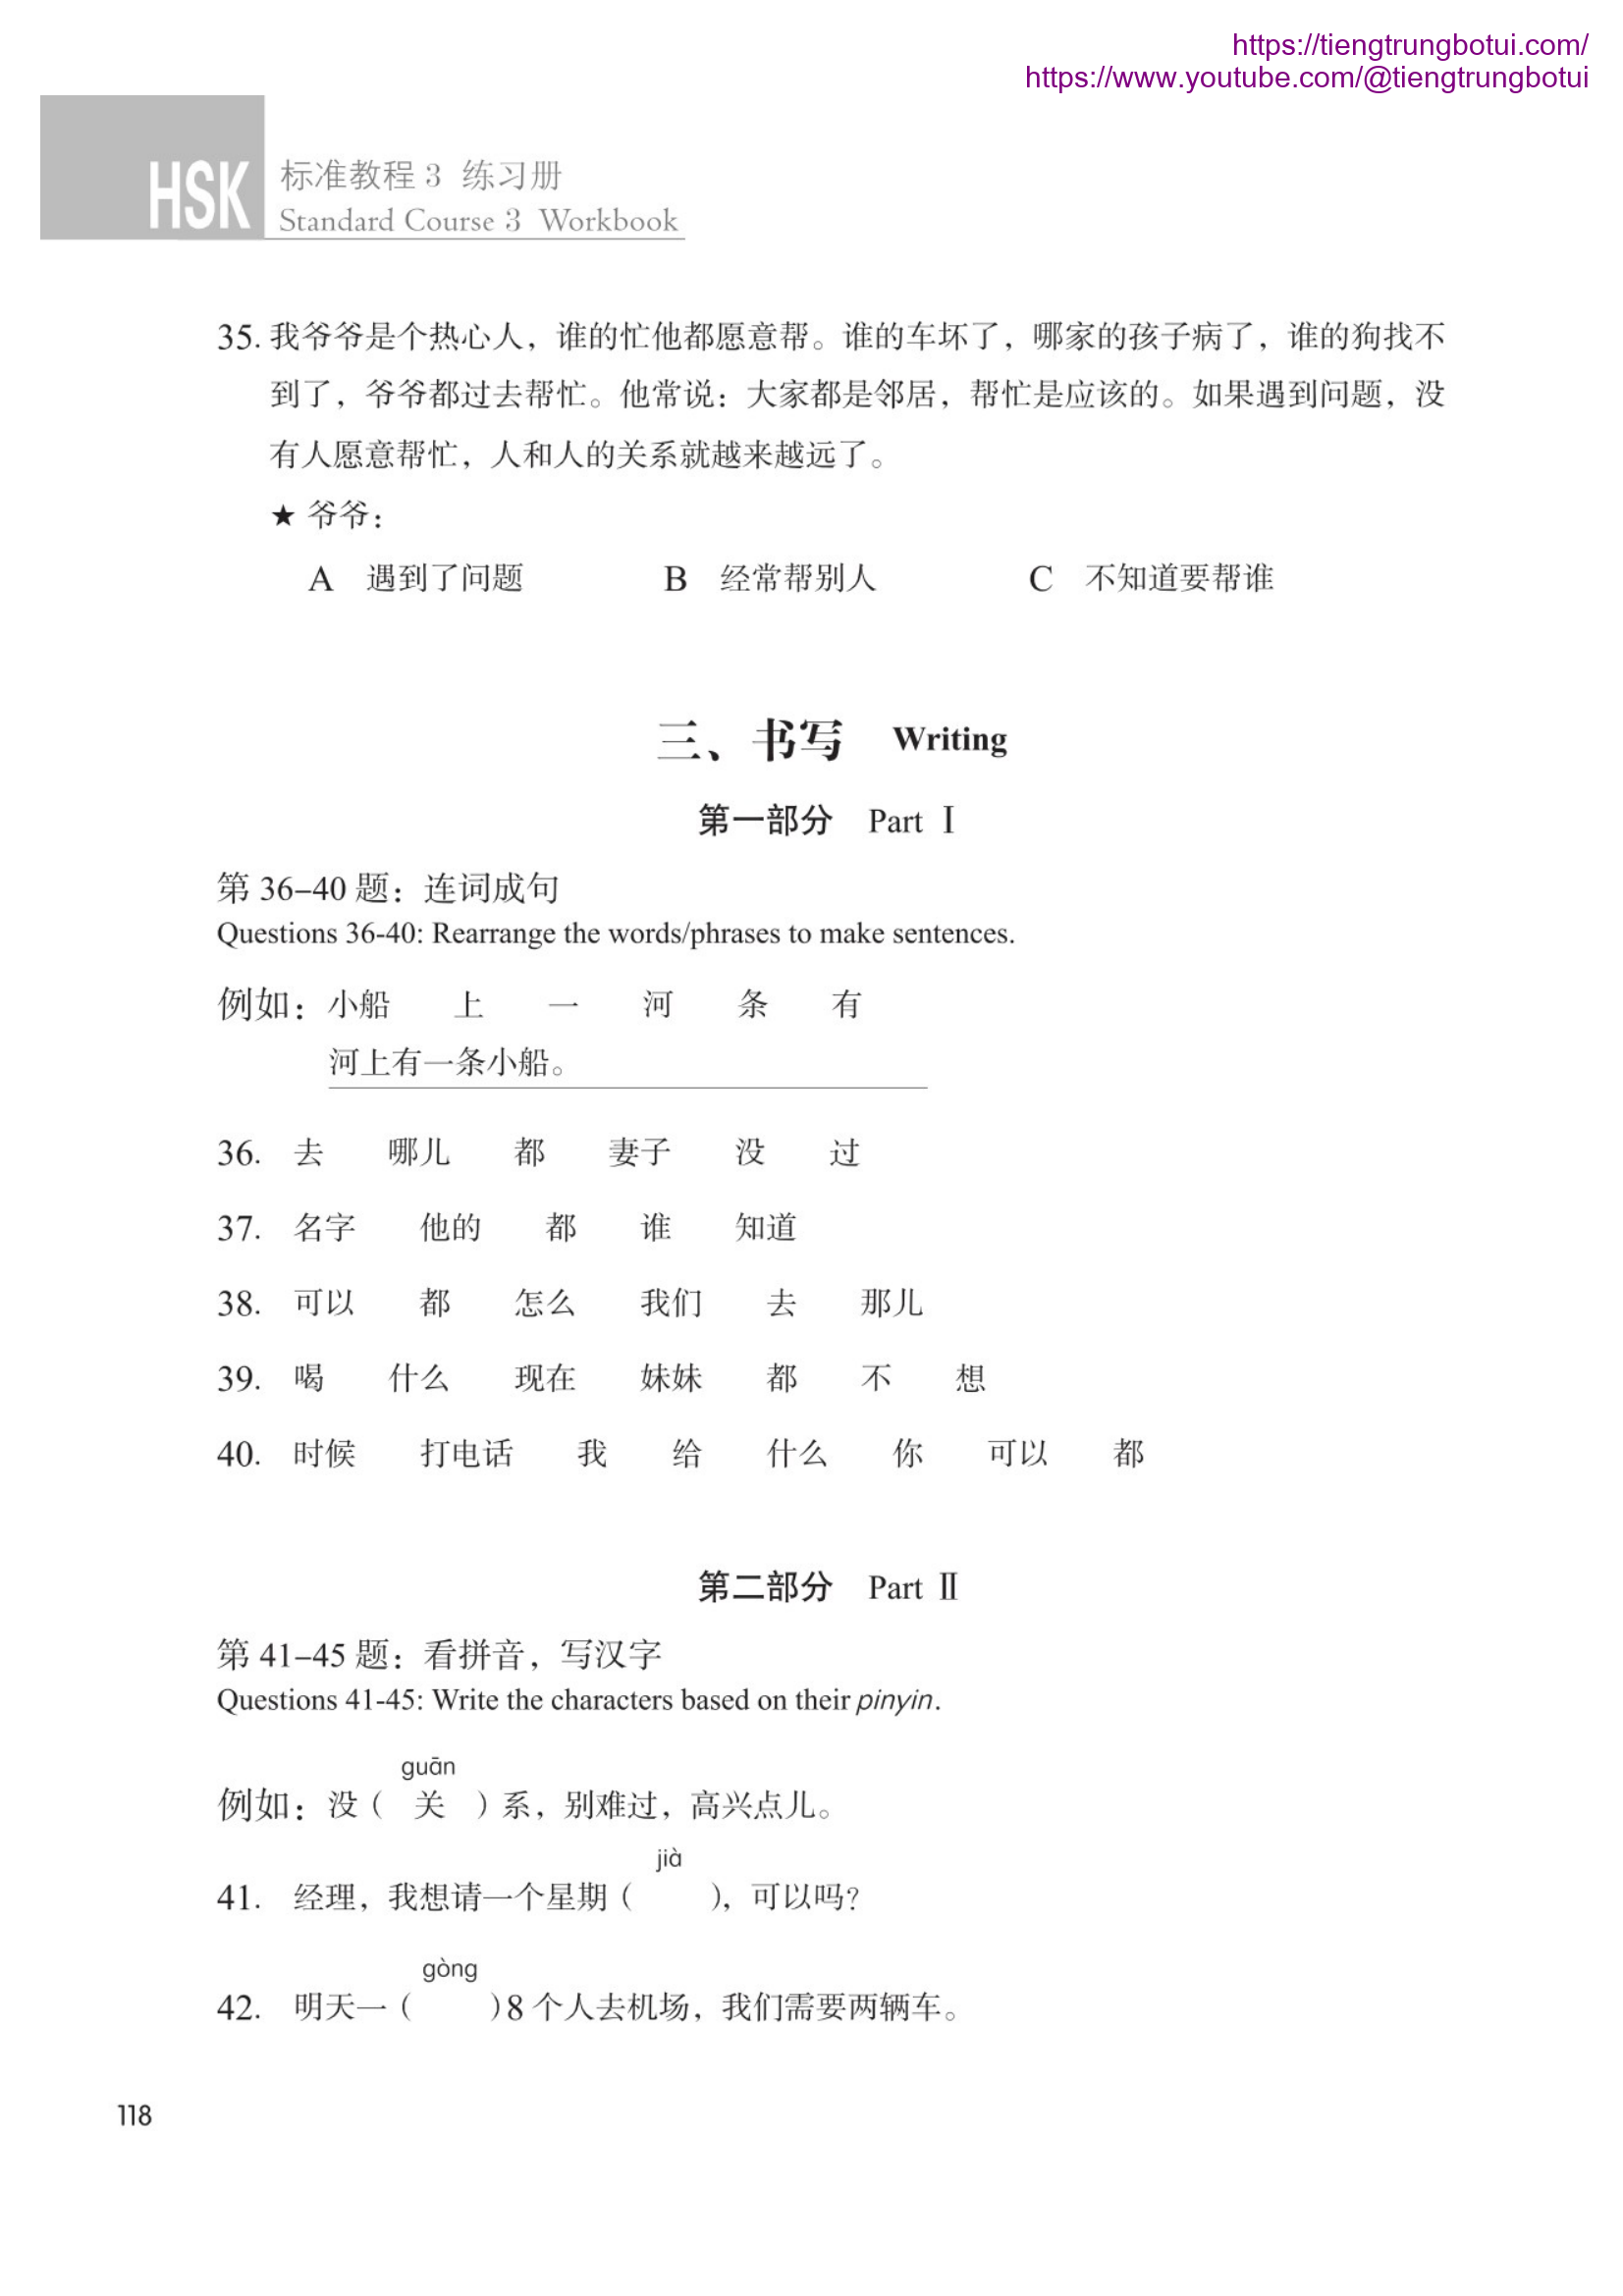 https://tiengtrungbotui.com/
https://www.youtube.com/@tiengtrungbotui
HSK 标准教程 3 练习册
Standard Course 3 Workbook
35. 我爷爷是个热心人，谁的忙他都愿意帮。谁的车坏了，哪家的孩子病了，谁的狗找不
到了，爷爷都过去帮忙。他常说：大家都是邻居，帮忙是应该的。如果遇到问题，没
有人愿意帮忙，人和人的关系就越来越远了。
★ 爷爷：
A 遇到了问题 B 经常帮别人 C 不知道要帮谁
三、书写 Writing
第一部分 Part Ⅰ
第 36–40 题：连词成句
Questions 36-40: Rearrange the words/phrases to make sentences.
例如：小船 上 一 河 条 有
河上有一条小船。
36. 去 哪儿 都 妻子 没 过
37. 名字 他的 都 谁 知道
38. 可以 都 怎么 我们 去 那儿
39. 喝 什么 现在 妹妹 都 不 想
40. 时候 打电话 我 给 什么 你 可以 都
第二部分 Part Ⅱ
第 41–45 题：看拼音，写汉字
Questions 41-45: Write the characters based on their pinyin.
guān
例如：没（ 关 ）系，别难过，高兴点儿。
jià
41. 经理，我想请一个星期（ ），可以吗？
gòng
42. 明天一（ ）8 个人去机场，我们需要两辆车。
118